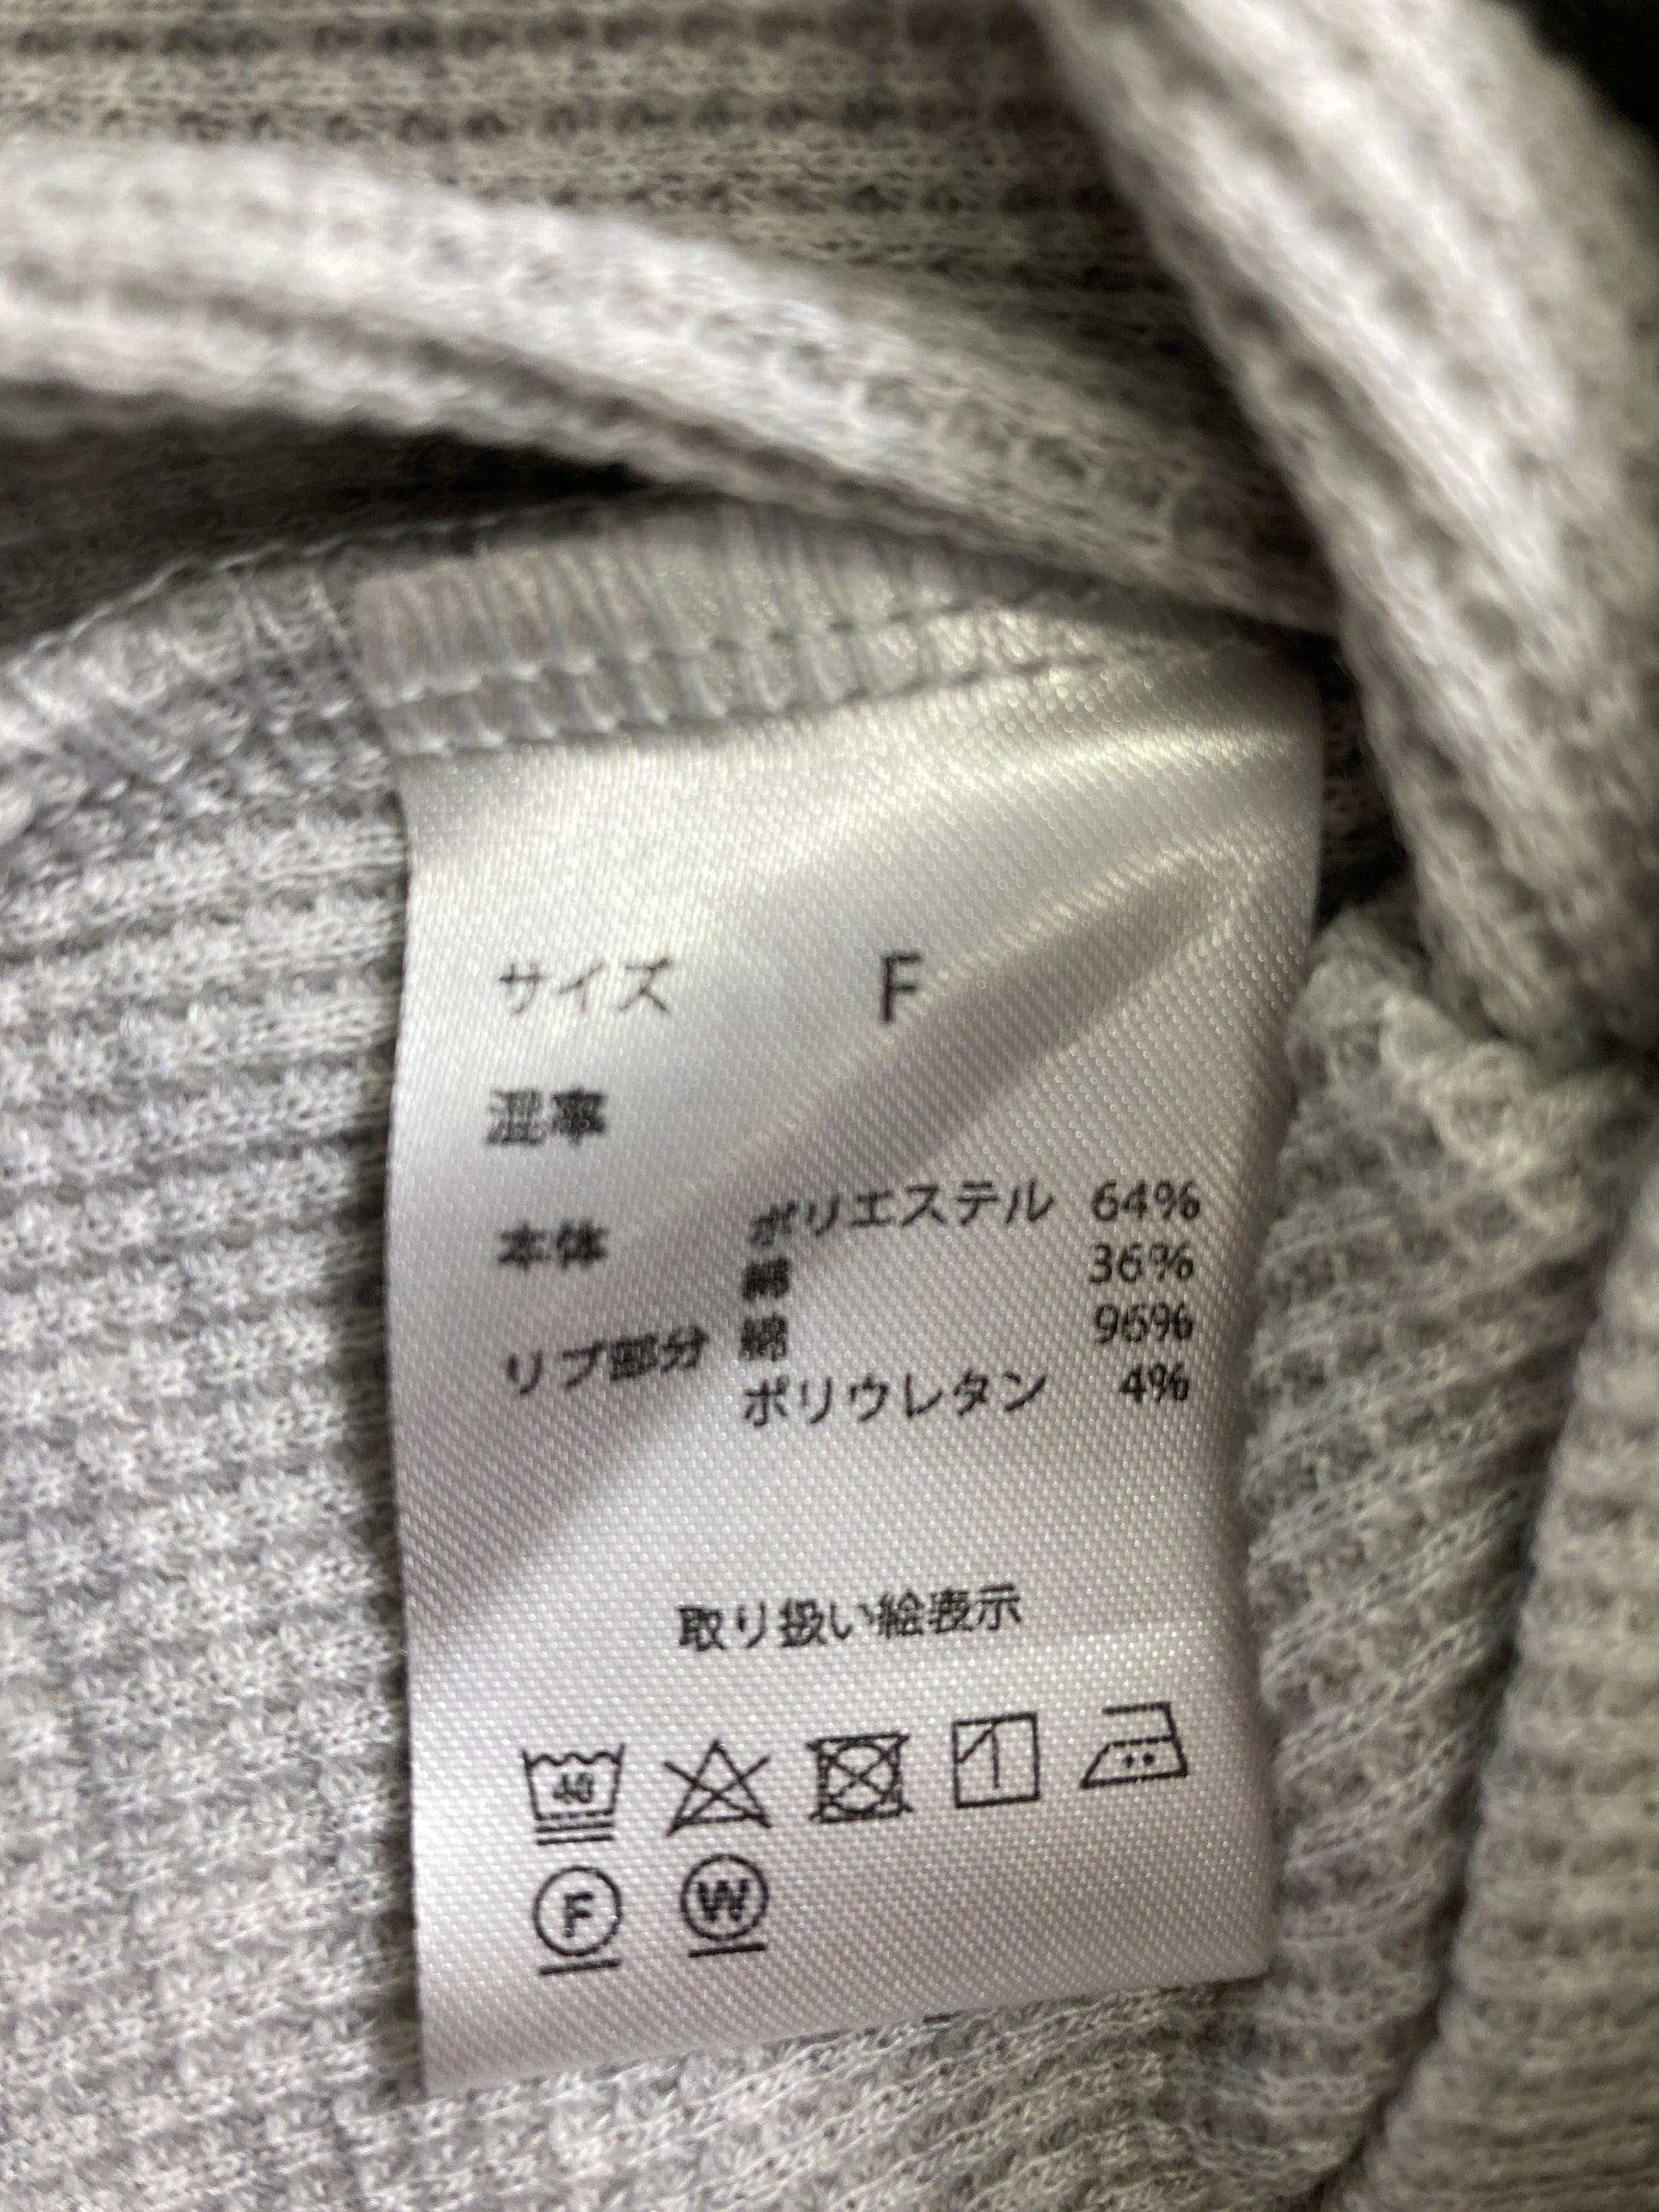 サイズ F
混率
本体 ポリエステル 64%
綿 36%
リブ部分 綿 96%
ポリウレタン 4%
取り扱い絵表示
40
F W